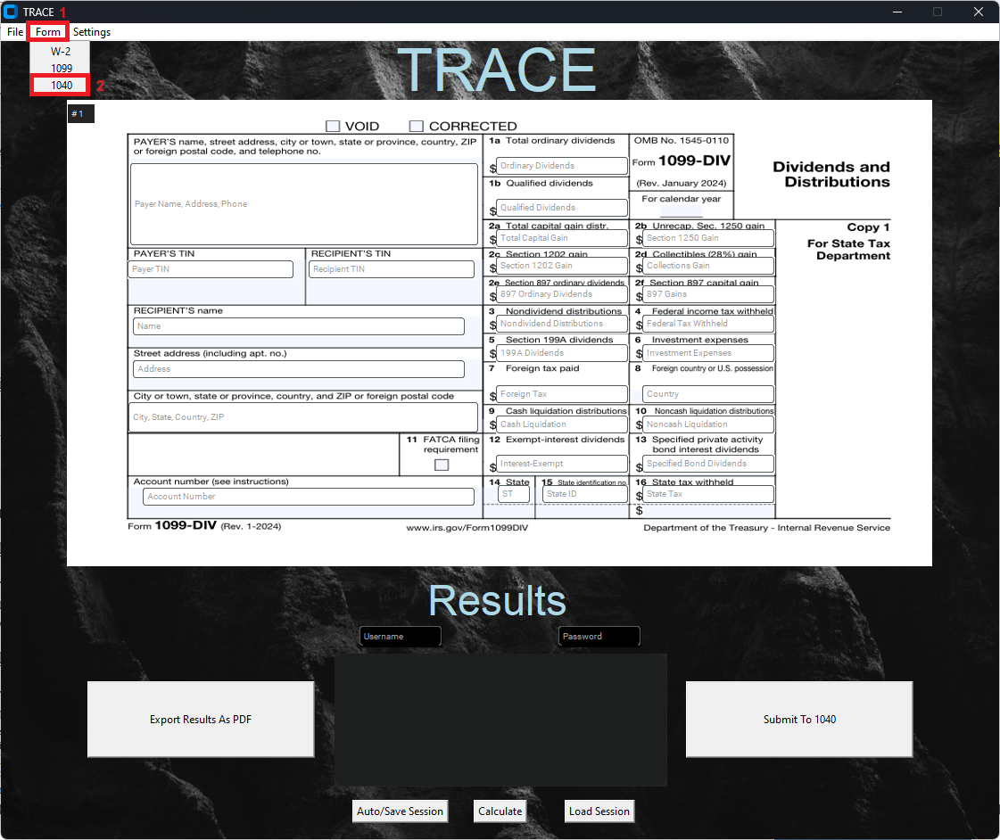 TRACE 1
File Form Settings
W-2
1099
1040 2
TRACE
#1
VOID CORRECTED
PAYER'S name, street address, city or town, state or province, country, ZIP
or foreign postal code, and telephone no.
Payer Name, Address, Phone
1a Total ordinary dividends
$ Ordinary Dividends
1b Qualified dividends
$ Qualified Dividends
OMB No. 1545-0110
Form 1099-DIV
(Rev. January 2024)
For calendar year
Dividends and
Distributions
2a Total capital gain distr.
$ Total Capital Gain
2b Unrecap. Sec. 1250 gain
$ Section 1250 Gain
Copy 1
For State Tax
Department
PAYER'S TIN
Payer TIN
RECIPIENT'S TIN
Recipient TIN
2c Section 1202 gain
$ Section 1202 Gain
2d Collectibles (28%) gain
$ Collections Gain
2e Section 897 ordinary dividends
$ 897 Ordinary Dividends
2f Section 897 capital gain
$ 897 Gains
RECIPIENT'S name
Name
3 Nondividend distributions
$ Nondividend Distributions
4 Federal income tax withheld
$ Federal Tax Withheld
5 Section 199A dividends
$ 199A Dividends
6 Investment expenses
$ Investment Expenses
Street address (including apt. no.)
Address
7 Foreign tax paid
$ Foreign Tax
8 Foreign country or U.S. possession
Country
City or town, state or province, country, and ZIP or foreign postal code
City, State, Country, ZIP
9 Cash liquidation distributions
$ Cash Liquidation
10 Noncash liquidation distributions
$ Noncash Liquidation
11 FATCA filing
requirement
12 Exempt-interest dividends
$ Interest-Exempt
13 Specified private activity
bond interest dividends
$ Specified Bond Dividends
Account number (see instructions)
Account Number
14 State
ST
15 State identification no.
State ID
16 State tax withheld
$ State Tax
$
Form 1099-DIV (Rev. 1-2024)
www.irs.gov/Form1099DIV
Department of the Treasury - Internal Revenue Service
Results
Username
Password
Export Results As PDF
Submit To 1040
Auto/Save Session
Calculate
Load Session